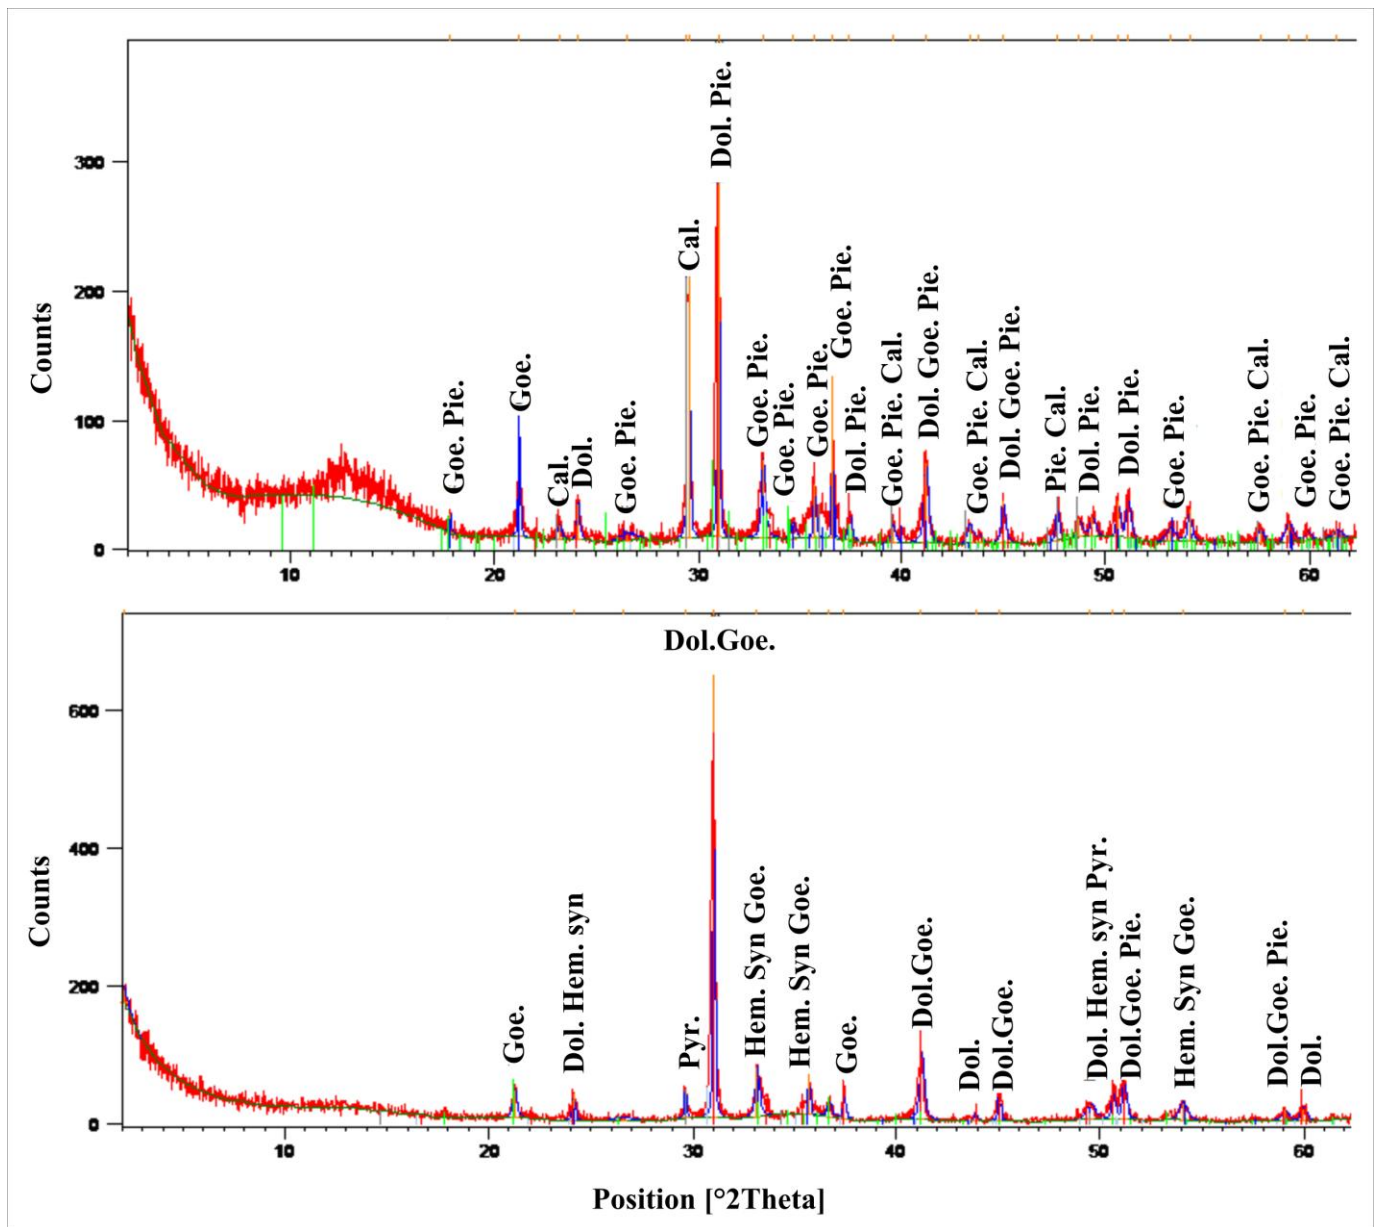 Counts
300
200
100
0
Goe. Pie.
Goe.
Cal.
Dol.
Goe. Pie.
Cal.
Dol. Pie.
Goe. Pie.
Goe. Pie.
Goe. Pie.
Goe. Pie.
Dol. Pie.
Goe. Pie. Cal.
Dol. Goe. Pie.
Goe. Pie. Cal.
Dol. Goe. Pie.
Pie. Cal.
Dol. Pie.
Dol. Pie.
Goe. Pie.
Goe. Pie. Cal.
Goe. Pie.
Goe. Pie. Cal.
10 20 30 40 50 60
Dol.Goe.
Counts
600
400
200
0
Goe.
Dol. Hem. syn
Pyr.
Hem. Syn Goe.
Hem. Syn Goe.
Goe.
Dol.Goe.
Dol.
Dol.Goe.
Dol. Hem. syn Pyr.
Dol.Goe. Pie.
Hem. Syn Goe.
Dol.Goe. Pie.
Dol.
10 20 30 40 50 60
Position [°2Theta]